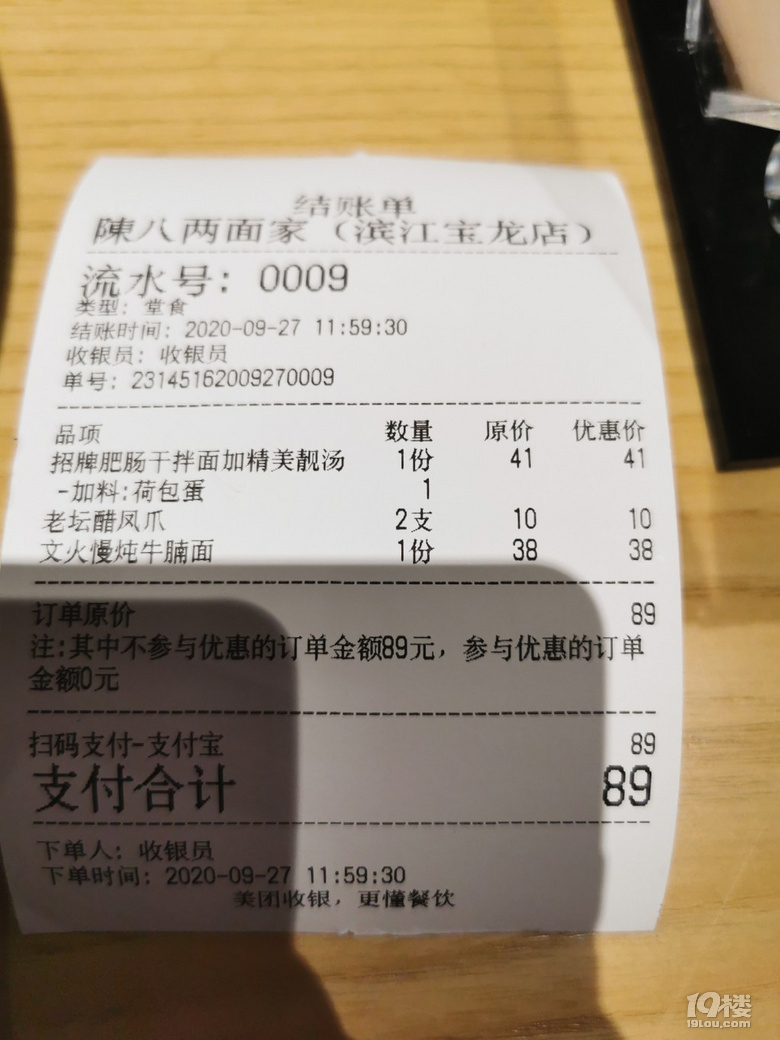 结账单
陳八两面家（滨江宝龙店）
流水号：0009
类型：堂食
结账时间：2020-09-27 11:59:30
收银员：收银员
单号：23145162009270009
品项 数量 原价 优惠价
招牌肥肠干拌面加精美靓汤 1份 41 41
-加料:荷包蛋 1
老坛醋凤爪 2支 10 10
文火慢炖牛腩面 1份 38 38
订单原价 89
注:其中不参与优惠的订单金额89元，参与优惠的订单
金额0元
扫码支付-支付宝 89
支付合计 89
下单人：收银员
下单时间：2020-09-27 11:59:30
美团收银，更懂餐饮
19楼
19lou.com